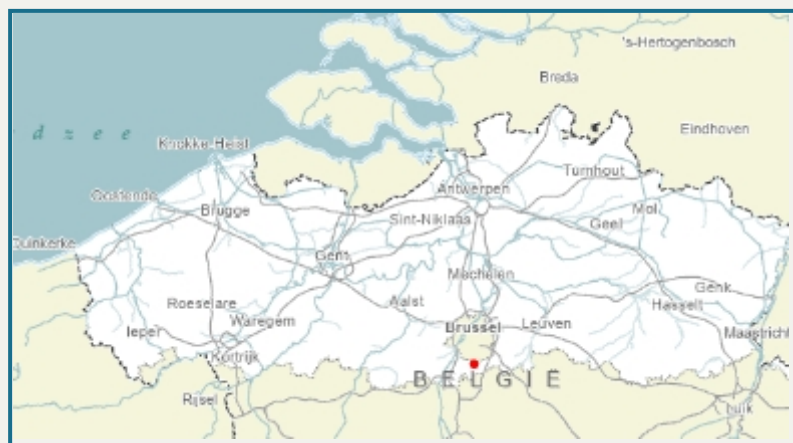 's-Hertogenbosch
Breda
d z e e
Eindhoven
Knokke-Heist
Turnhout
Antwerpen
Oostende
Mol
Brugge
Sint-Niklaas
Geel
Duinkerke
Gent
Mechelen
Genk
Roeselare
Aalst
Hasselt
Waregem
Brussel
Leuven
Ieper
Maastricht
Kortrijk
BELGIË
Rijsel
Luik